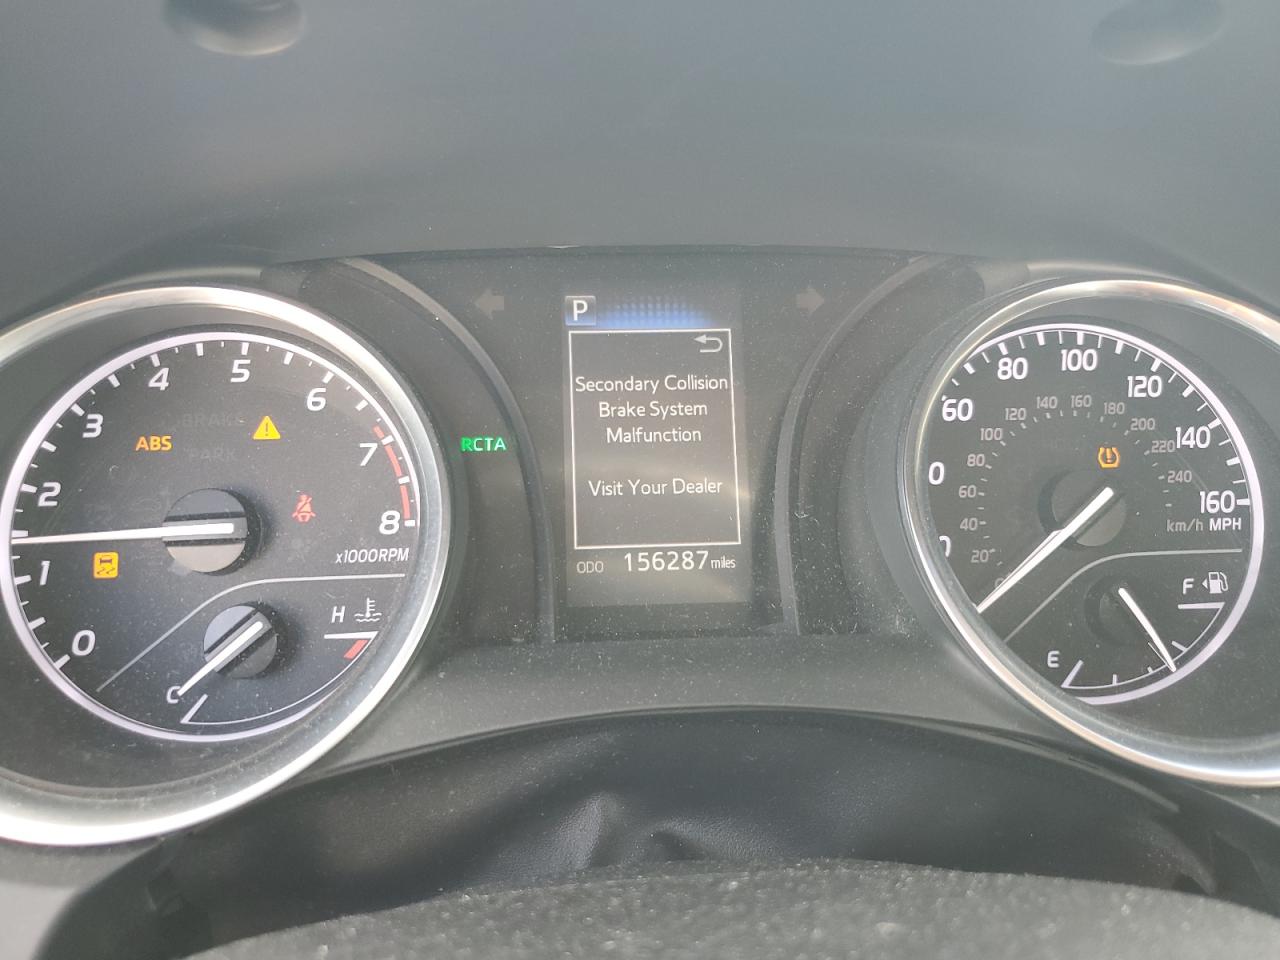 P
Secondary Collision
Brake System
Malfunction
Visit Your Dealer
ODO 156287 miles
0
1
2
3
4
5
6
7
8
x1000RPM
ABS
BRAKE
PARK
H
C
RCTA
60
80
100
120
140
160
km/h MPH
20
40
60
80
100
120
140
160
180
200
220
240
F
E